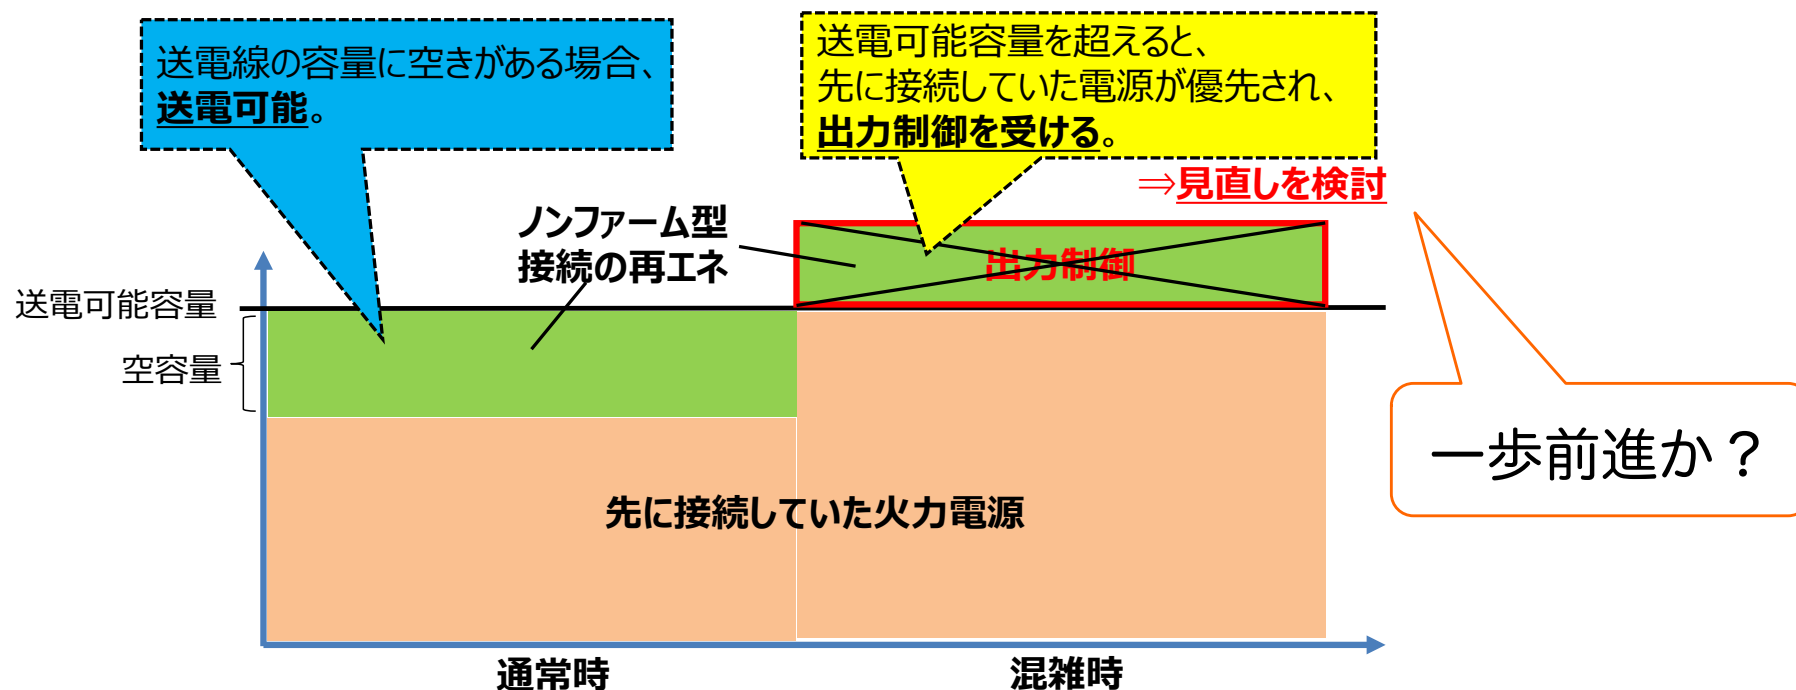 送電線の容量に空きがある場合、
送電可能。
送電可能容量を超えると、
先に接続していた電源が優先され、
出力制御を受ける。
⇒見直しを検討
ノンファーム型
接続の再エネ
出力制御
送電可能容量
空容量
一歩前進か？
先に接続していた火力電源
通常時
混雑時